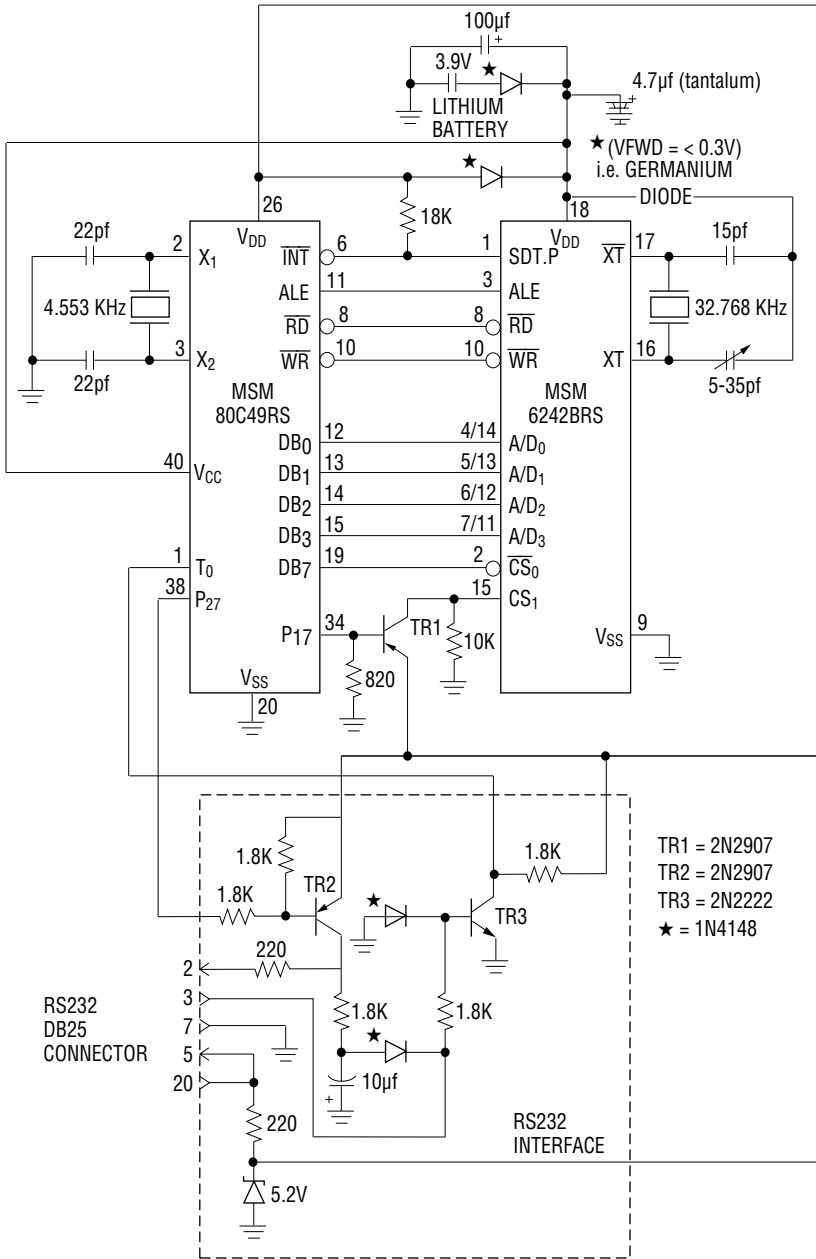 100µf
+
3.9V
★
LITHIUM
BATTERY
4.7µf (tantalum)
+
★ (VFWD = < 0.3V)
i.e. GERMANIUM
DIODE
★
26
18K
18
22pf
2
X1
VDD
INT
6
1
SDT.P
VDD
XT
17
15pf
4.553 KHz
ALE
11
3
ALE
32.768 KHz
RD
8
8
RD
3
X2
WR
10
10
WR
XT
16
22pf
5-35pf
MSM
80C49RS
MSM
6242BRS
DB0
12
4/14
A/D0
40
VCC
DB1
13
5/13
A/D1
DB2
14
6/12
A/D2
DB3
15
7/11
A/D3
1
T0
DB7
19
2
CS0
38
P27
15
CS1
P17
34
TR1
10K
VSS
9
820
VSS
20
1.8K
1.8K
TR2
★
TR3
1.8K
TR1 = 2N2907
TR2 = 2N2907
TR3 = 2N2222
★ = 1N4148
220
2
3
7
5
20
RS232
DB25
CONNECTOR
1.8K
★
1.8K
10µf
+
220
RS232
INTERFACE
5.2V